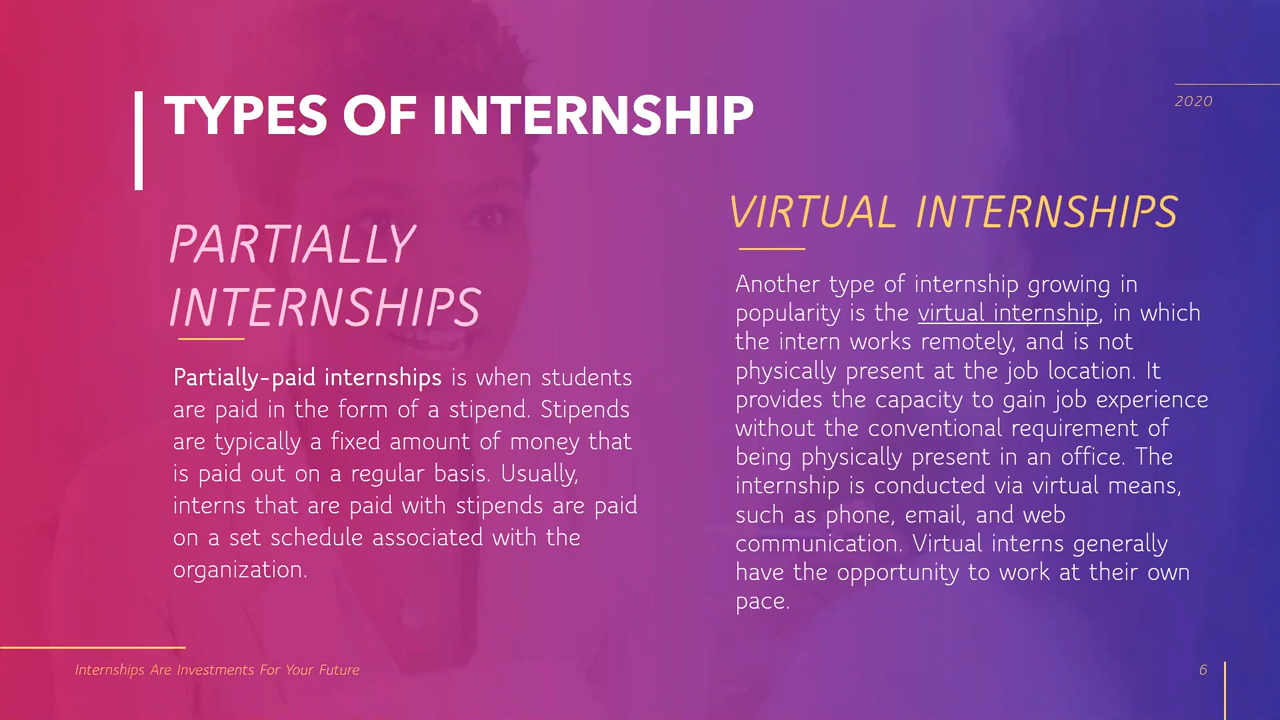 TYPES OF INTERNSHIP
2020
PARTIALLY
INTERNSHIPS
Partially-paid internships is when students
are paid in the form of a stipend. Stipends
are typically a fixed amount of money that
is paid out on a regular basis. Usually,
interns that are paid with stipends are paid
on a set schedule associated with the
organization.
VIRTUAL INTERNSHIPS
Another type of internship growing in
popularity is the virtual internship, in which
the intern works remotely, and is not
physically present at the job location. It
provides the capacity to gain job experience
without the conventional requirement of
being physically present in an office. The
internship is conducted via virtual means,
such as phone, email, and web
communication. Virtual interns generally
have the opportunity to work at their own
pace.
Internships Are Investments For Your Future
6